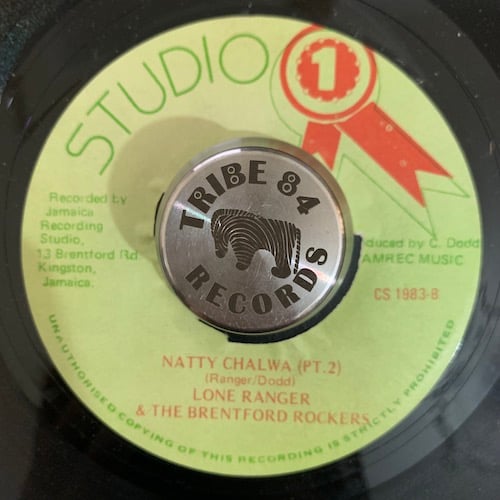 STUDIO
1
TRIBE 84
RECORDS
Recorded by
Jamaica
Recording
Studio,
13 Brentford Rd
Kingston,
Jamaica.
oduced by C. Dodd
AMREC MUSIC
CS 1983-B
NATTY CHALWA (PT.2)
(Ranger/Dodd)
LONE RANGER
& THE BRENTFORD ROCKERS
UNAUTHORISED COPYING OF THIS RECORDING IS STRICTLY PROHIBITED